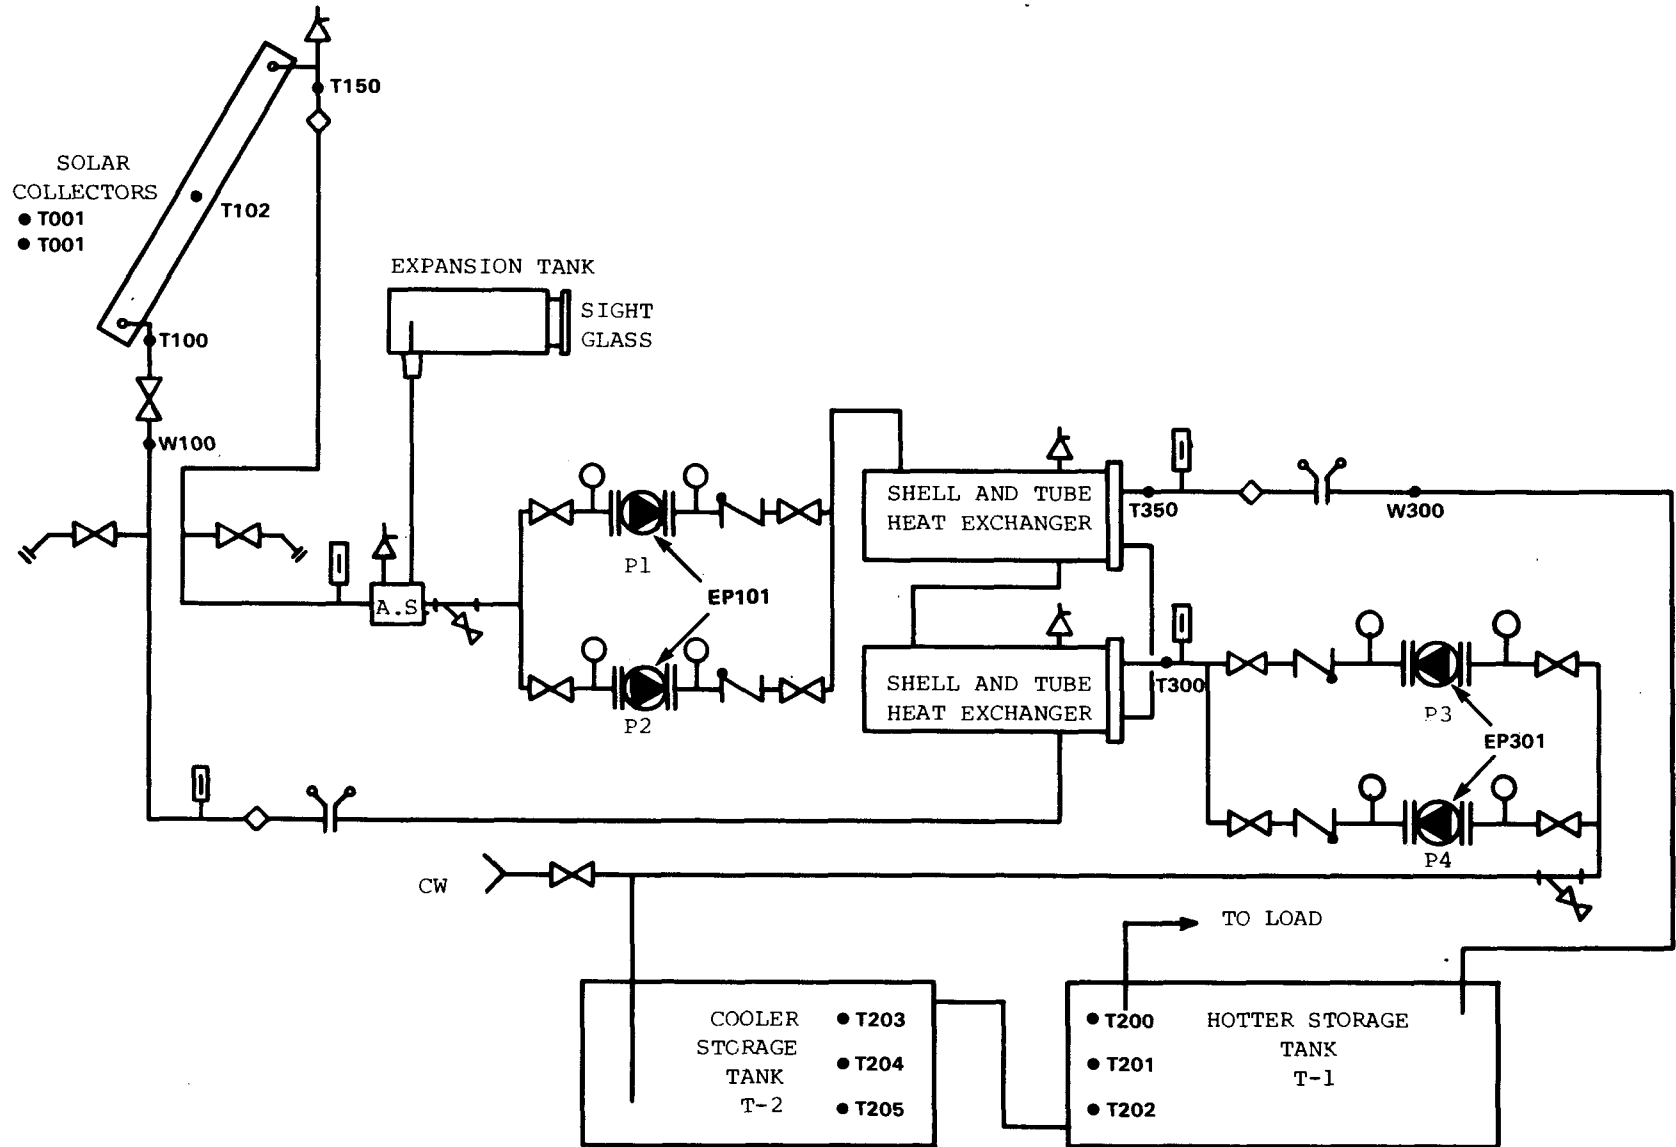 T150
SOLAR
COLLECTORS
T001
T001
T102
T100
W100
EXPANSION TANK
SIGHT
GLASS
A.S.
P1
EP101
P2
SHELL AND TUBE
HEAT EXCHANGER
T350
W300
SHELL AND TUBE
HEAT EXCHANGER
T300
P3
EP301
P4
CW
TO LOAD
COOLER
STORAGE
TANK
T-2
T203
T204
T205
T200
T201
T202
HOTTER STORAGE
TANK
T-1